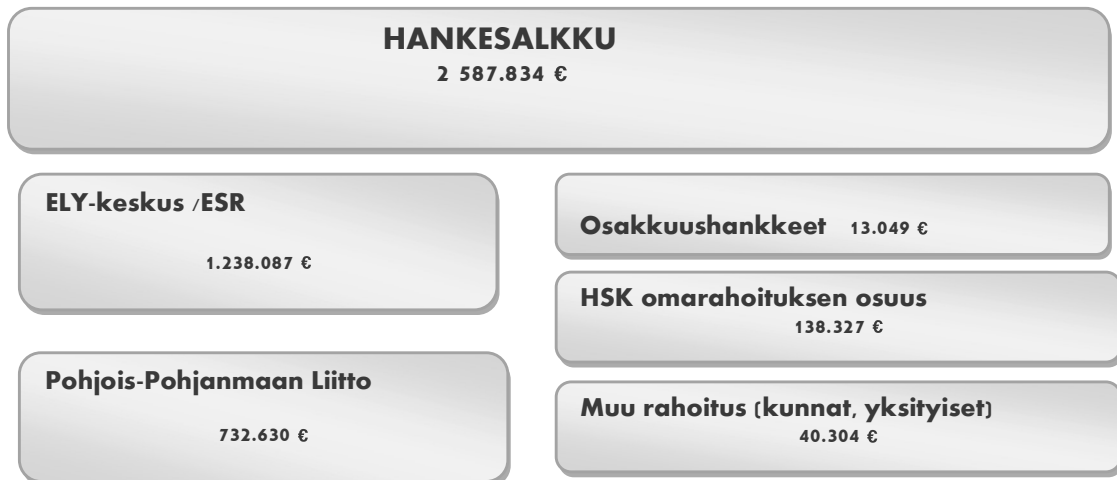 HANKESALKKU
2 587.834 €
ELY-keskus /ESR
1.238.087 €
Pohjois-Pohjanmaan Liitto
732.630 €
Osakkuushankkeet 13.049 €
HSK omarahoituksen osuus
138.327 €
Muu rahoitus (kunnat, yksityiset)
40.304 €